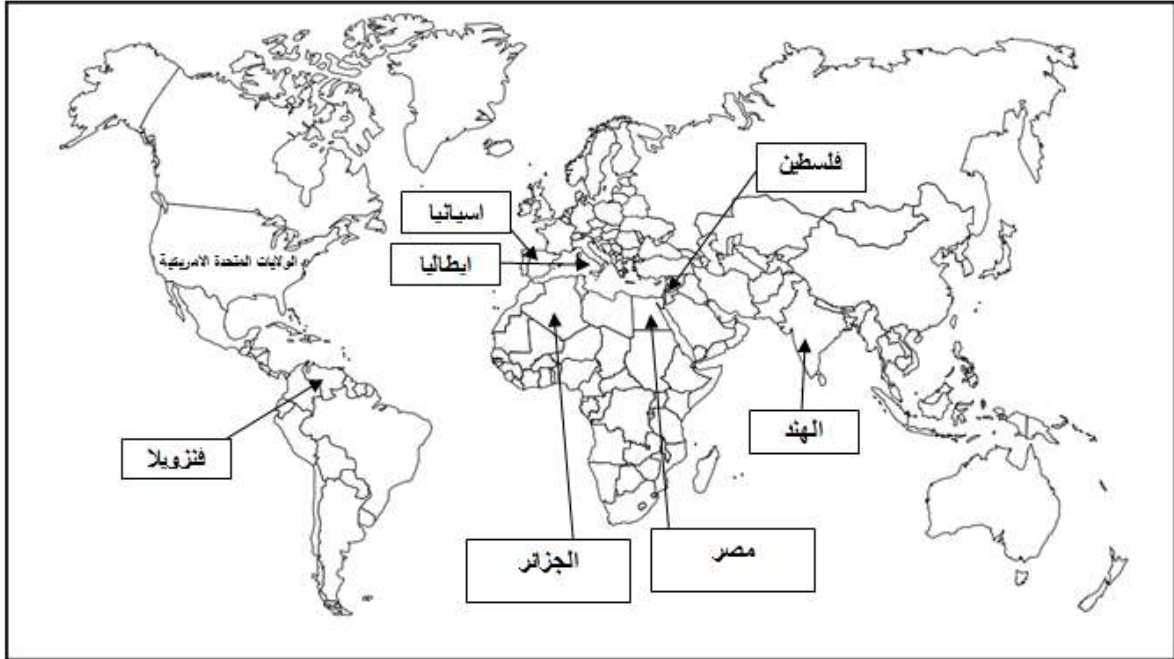 فلسطين
اسبانيا
ايطاليا
الولايات المتحدة الامريكية
الهند
فنزويلا
مصر
الجزائر